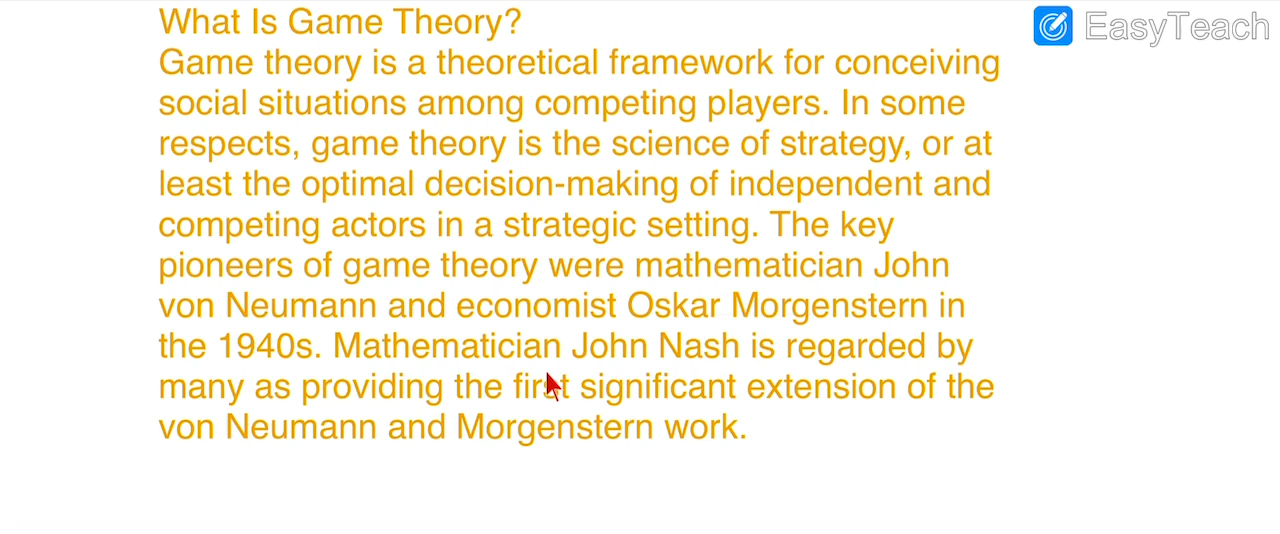 What Is Game Theory?
EasyTeach
Game theory is a theoretical framework for conceiving
social situations among competing players. In some
respects, game theory is the science of strategy, or at
least the optimal decision-making of independent and
competing actors in a strategic setting. The key
pioneers of game theory were mathematician John
von Neumann and economist Oskar Morgenstern in
the 1940s. Mathematician John Nash is regarded by
many as providing the first significant extension of the
von Neumann and Morgenstern work.